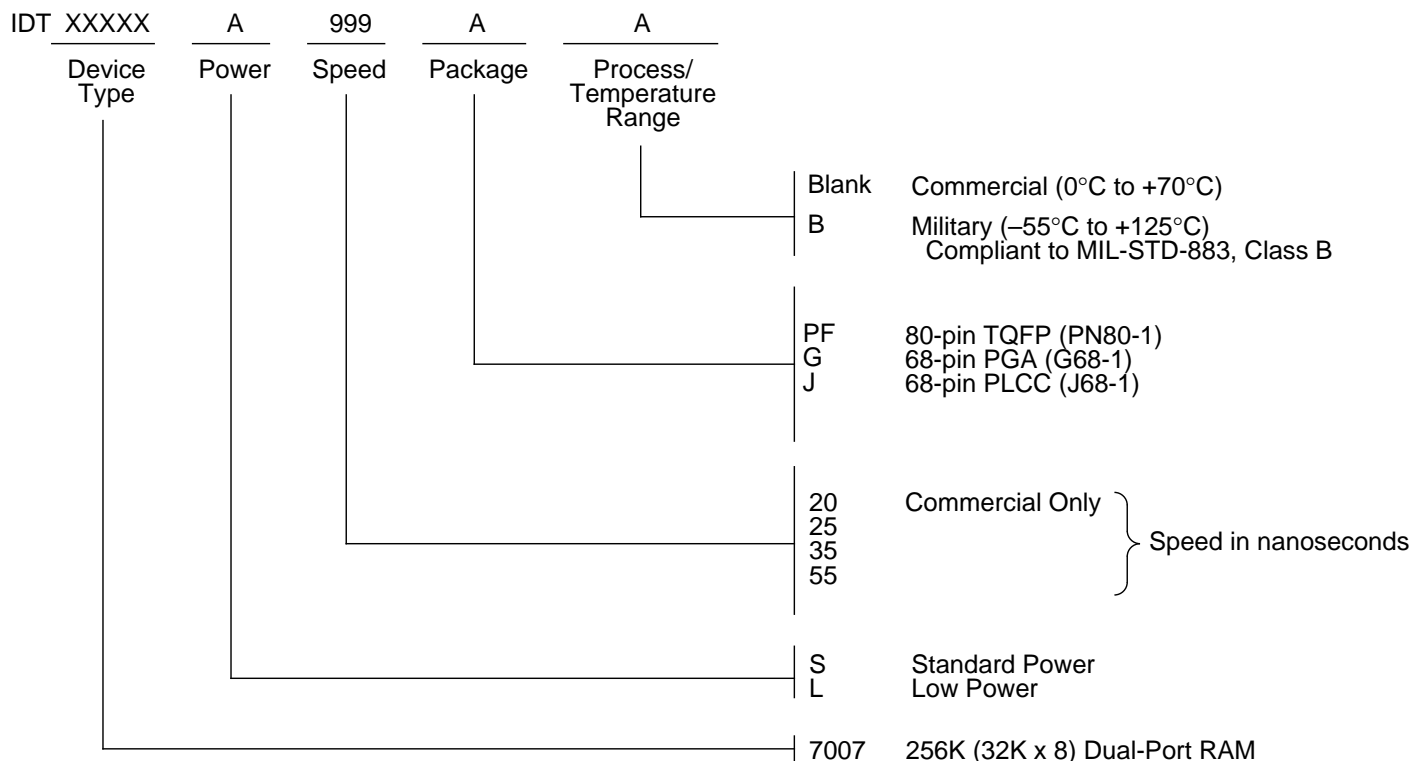 IDT XXXXX A 999 A A
Device Type Power Speed Package Process/ Temperature Range
Blank Commercial (0°C to +70°C)
B Military (–55°C to +125°C)
Compliant to MIL-STD-883, Class B
PF 80-pin TQFP (PN80-1)
G 68-pin PGA (G68-1)
J 68-pin PLCC (J68-1)
20 Commercial Only
25
35
55
Speed in nanoseconds
S Standard Power
L Low Power
7007 256K (32K x 8) Dual-Port RAM